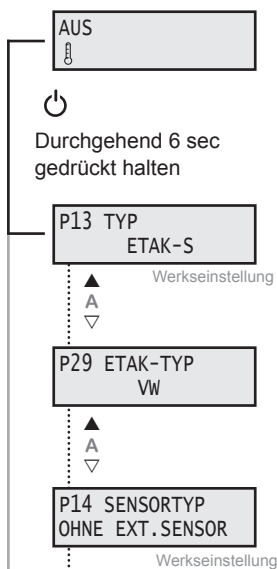 AUS
Durchgehend 6 sec
gedrückt halten
P13 TYP
ETAK-S
Werkseinstellung
A
P29 ETAK-TYP
VW
A
P14 SENSORTYP
OHNE EXT.SENSOR
Werkseinstellung